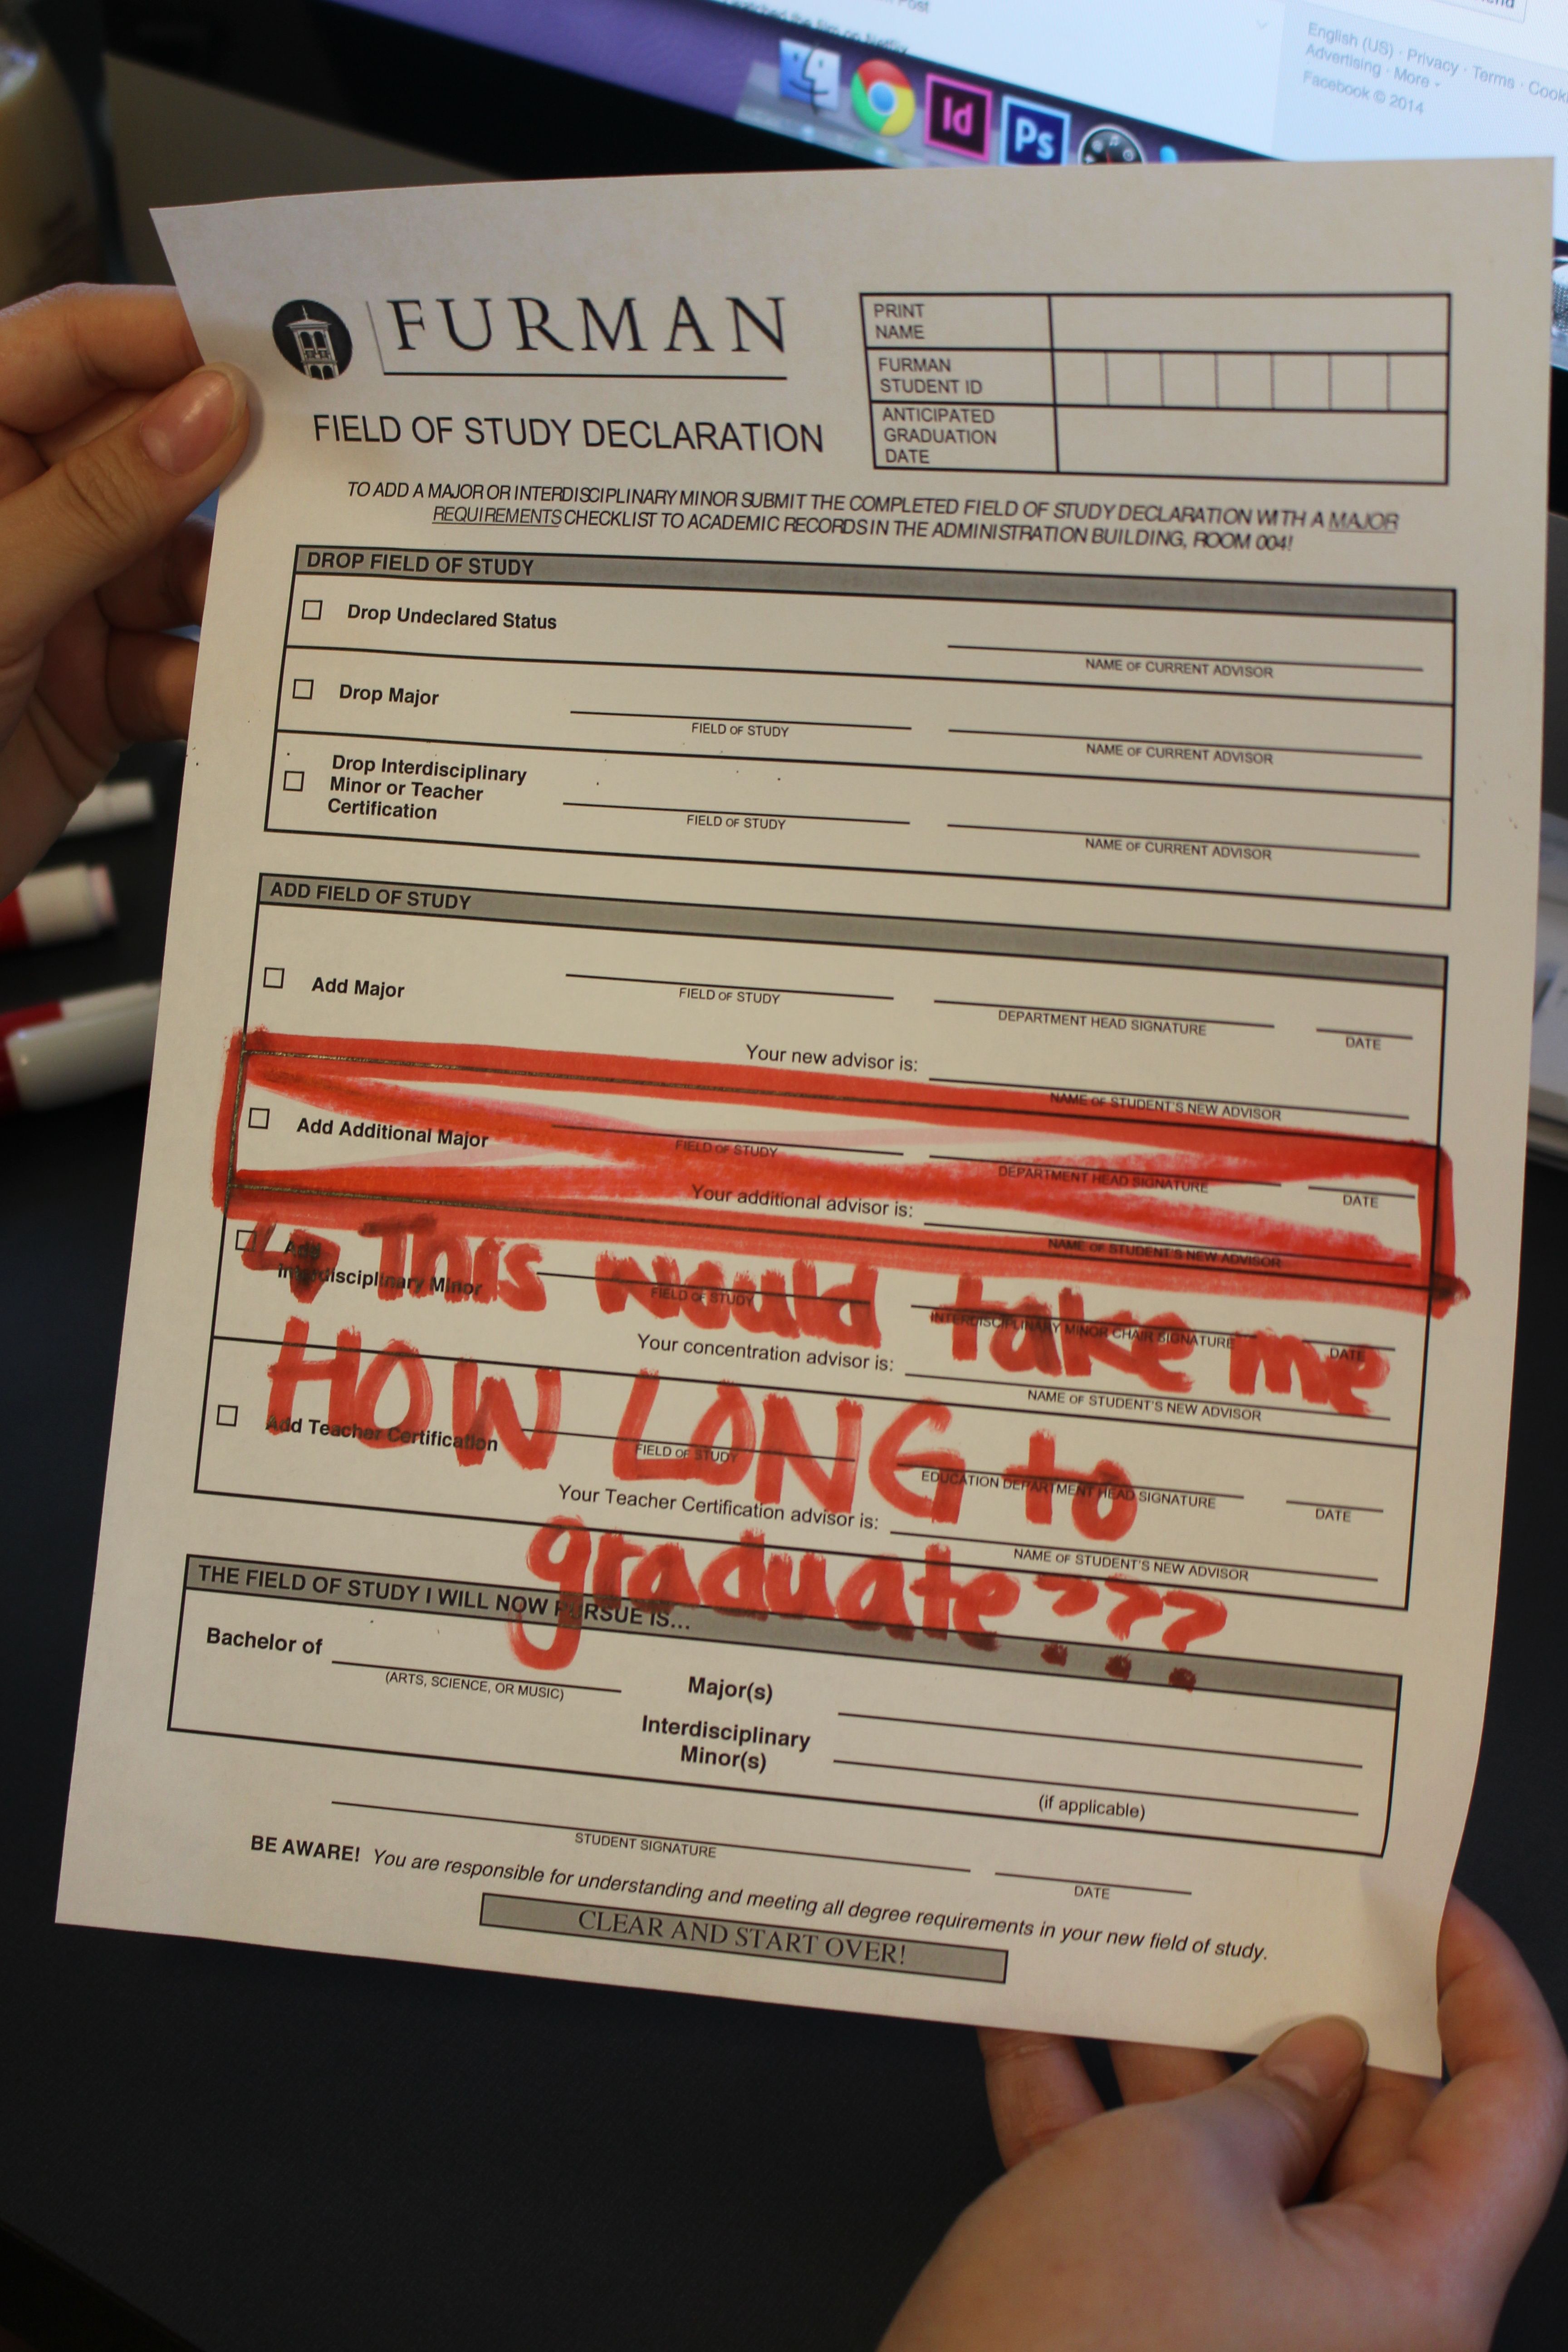 Post
watched the film on Netflix
English (US) · Privacy · Terms · Cook
Advertising · More
Facebook © 2014
Id
Ps
FURMAN
FIELD OF STUDY DECLARATION
PRINT
NAME
FURMAN
STUDENT ID
ANTICIPATED
GRADUATION
DATE
TO ADD A MAJOR OR INTERDISCIPLINARY MINOR SUBMIT THE COMPLETED FIELD OF STUDY DECLARATION WITH A MAJOR
REQUIREMENTS CHECKLIST TO ACADEMIC RECORDS IN THE ADMINISTRATION BUILDING, ROOM 004!
DROP FIELD OF STUDY
Drop Undeclared Status
NAME OF CURRENT ADVISOR
Drop Major
FIELD OF STUDY
NAME OF CURRENT ADVISOR
Drop Interdisciplinary
Minor or Teacher
Certification
FIELD OF STUDY
NAME OF CURRENT ADVISOR
ADD FIELD OF STUDY
Add Major
FIELD OF STUDY
DEPARTMENT HEAD SIGNATURE
DATE
Your new advisor is:
NAME OF STUDENT'S NEW ADVISOR
Add Additional Major
FIELD OF STUDY
DEPARTMENT HEAD SIGNATURE
DATE
Your additional advisor is:
NAME OF STUDENT'S NEW ADVISOR
This would take me
Add
Interdisciplinary Minor
FIELD OF STUDY
INTERDISCIPLINARY MINOR CHAIR SIGNATURE
DATE
Your concentration advisor is:
NAME OF STUDENT'S NEW ADVISOR
HOW LONG to
Add Teacher Certification
FIELD OF STUDY
EDUCATION DEPARTMENT HEAD SIGNATURE
DATE
Your Teacher Certification advisor is:
NAME OF STUDENT'S NEW ADVISOR
graduate???
THE FIELD OF STUDY I WILL NOW PURSUE IS...
Bachelor of
(ARTS, SCIENCE, OR MUSIC)
Major(s)
Interdisciplinary
Minor(s)
(if applicable)
STUDENT SIGNATURE
DATE
BE AWARE! You are responsible for understanding and meeting all degree requirements in your new field of study.
CLEAR AND START OVER!